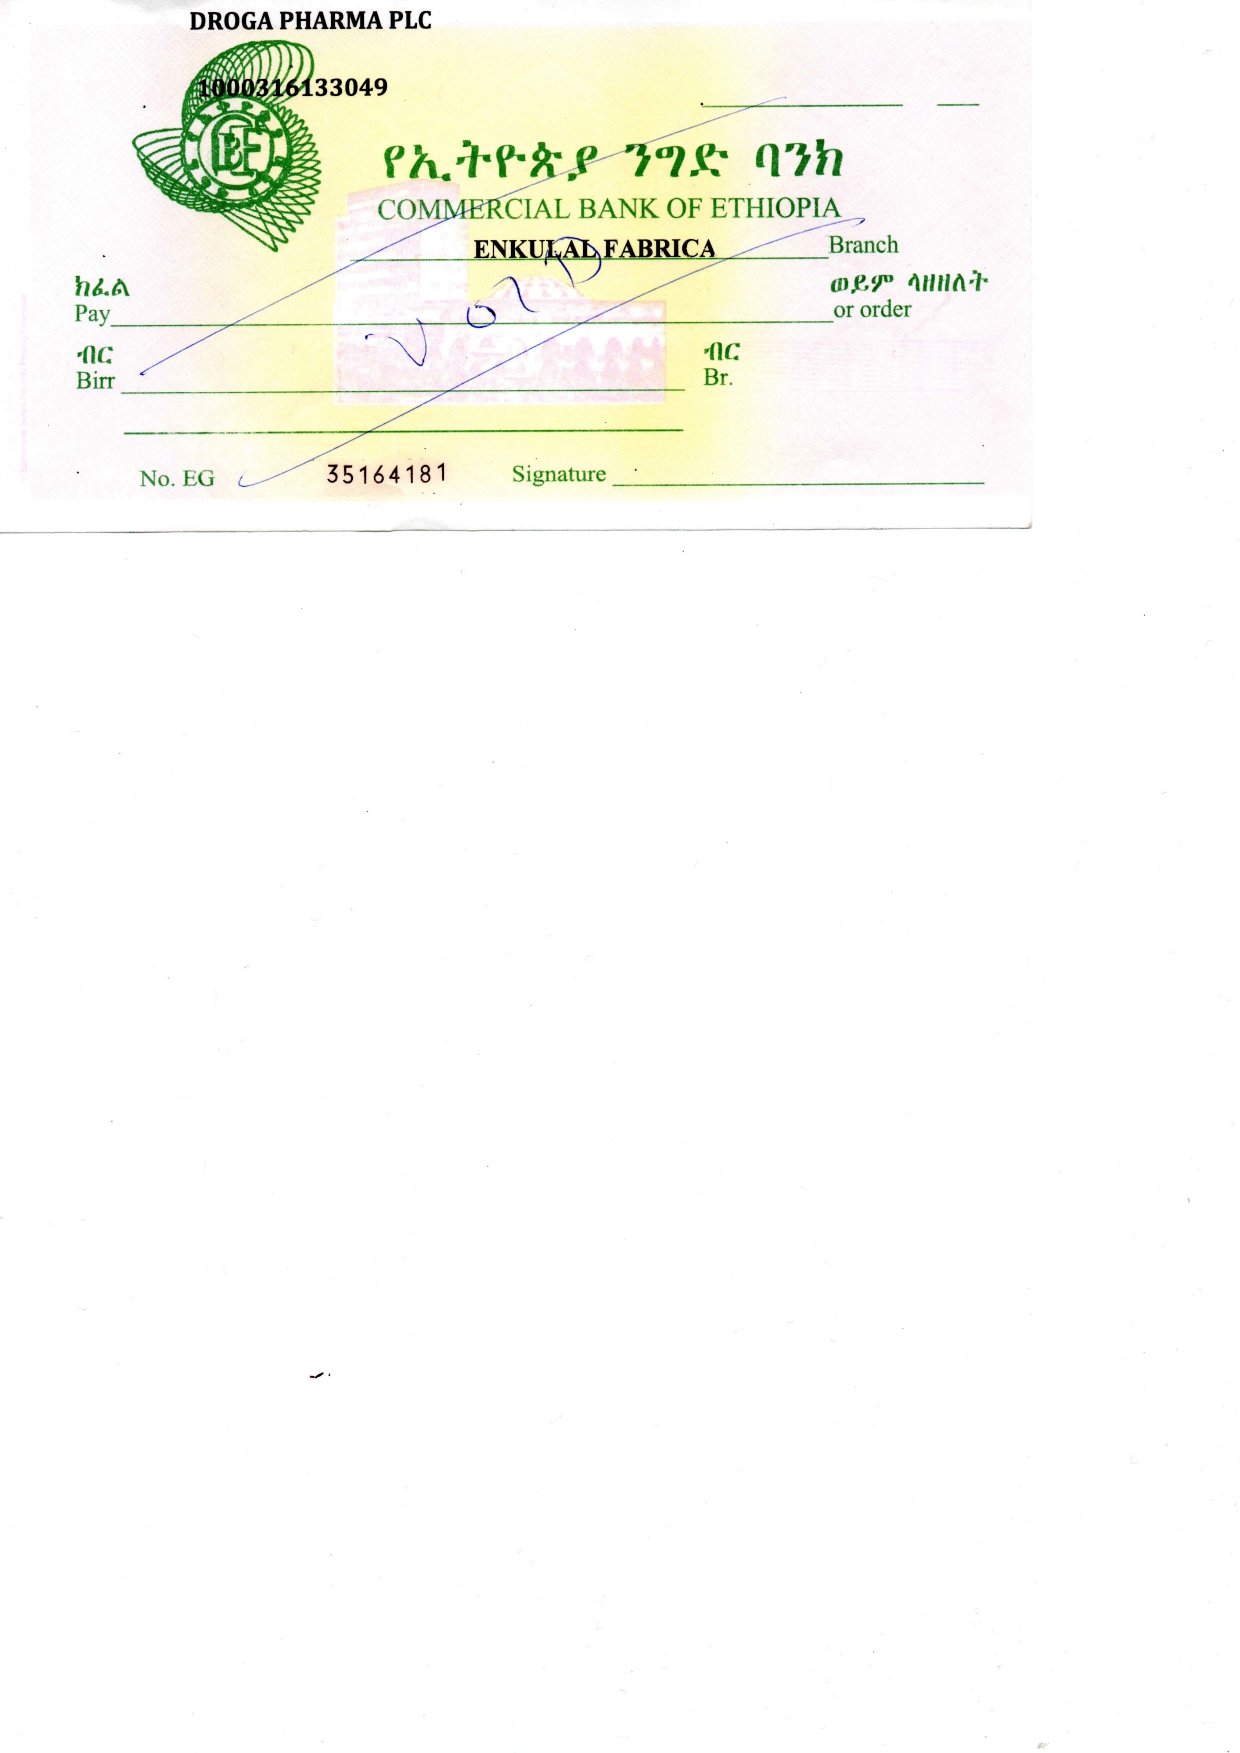 DROGA PHARMA PLC
1000316133049
CBE
የኢትዮጵያ ንግድ ባንክ
COMMERCIAL BANK OF ETHIOPIA
ENKULAL FABRICA Branch
ክፈል ወይም ላዘዘለት
Pay or order
VOID
ብር ብር
Birr Br.
No. EG 35164181 Signature